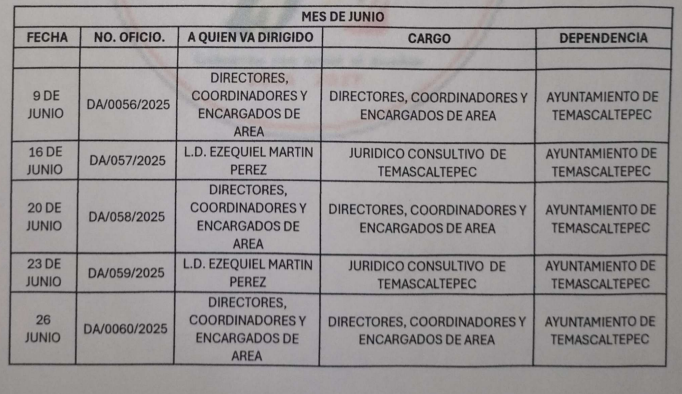 MES DE JUNIO
FECHA NO. OFICIO. A QUIEN VA DIRIGIDO CARGO DEPENDENCIA
9 DE JUNIO DA/0056/2025 DIRECTORES, COORDINADORES Y ENCARGADOS DE AREA DIRECTORES, COORDINADORES Y ENCARGADOS DE AREA AYUNTAMIENTO DE TEMASCALTEPEC
16 DE JUNIO DA/057/2025 L.D. EZEQUIEL MARTIN PEREZ JURIDICO CONSULTIVO DE TEMASCALTEPEC AYUNTAMIENTO DE TEMASCALTEPEC
20 DE JUNIO DA/058/2025 DIRECTORES, COORDINADORES Y ENCARGADOS DE AREA DIRECTORES, COORDINADORES Y ENCARGADOS DE AREA AYUNTAMIENTO DE TEMASCALTEPEC
23 DE JUNIO DA/059/2025 L.D. EZEQUIEL MARTIN PEREZ JURIDICO CONSULTIVO DE TEMASCALTEPEC AYUNTAMIENTO DE TEMASCALTEPEC
26 JUNIO DA/0060/2025 DIRECTORES, COORDINADORES Y ENCARGADOS DE AREA DIRECTORES, COORDINADORES Y ENCARGADOS DE AREA AYUNTAMIENTO DE TEMASCALTEPEC